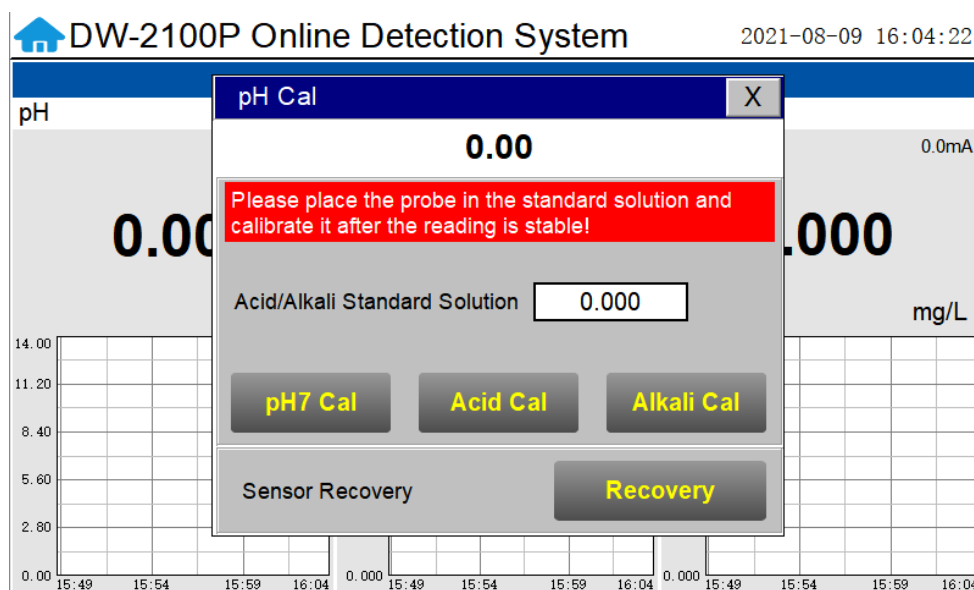 DW-2100P Online Detection System
2021-08-09 16:04:22
pH Cal
X
pH
0.00
0.0mA
Please place the probe in the standard solution and
calibrate it after the reading is stable!
0.00
.000
Acid/Alkali Standard Solution
0.000
mg/L
pH7 Cal
Acid Cal
Alkali Cal
Sensor Recovery
Recovery
14.00
11.20
8.40
5.60
2.80
0.00
15:49 15:54 15:59 16:04
0.000
15:49 15:54 15:59 16:04
0.000
15:49 15:54 15:59 16:04